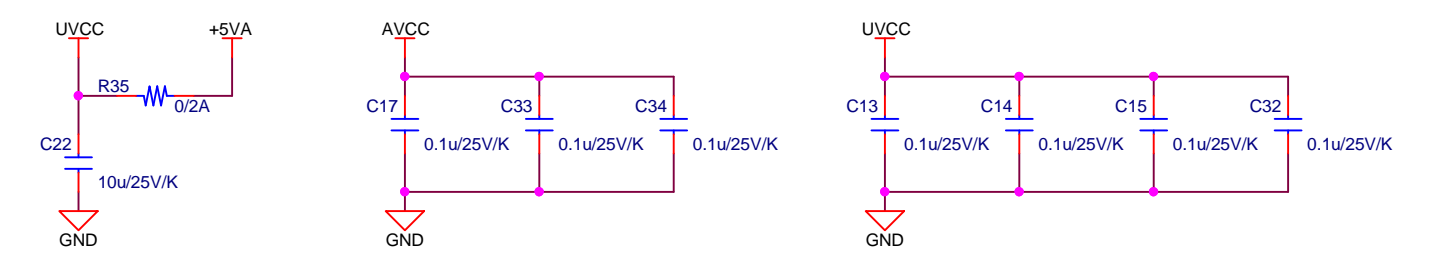 UVCC +5VA AVCC UVCC
R35
0/2A
C17 C33 C34 C13 C14 C15 C32
C22 0.1u/25V/K 0.1u/25V/K 0.1u/25V/K 0.1u/25V/K 0.1u/25V/K 0.1u/25V/K 0.1u/25V/K
10u/25V/K
GND GND GND